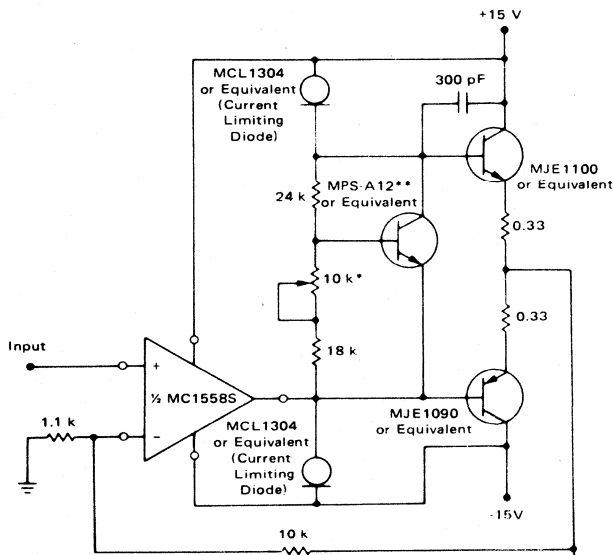 +15 V
MCL1304
or Equivalent
(Current
Limiting
Diode)
300 pF
MJE1100
or Equivalent
24 k
MPS-A12**
or Equivalent
0.33
10 k*
0.33
Input
18 k
+
½ MC1558S
−
1.1 k
MJE1090
or Equivalent
MCL1304
or Equivalent
(Current
Limiting
Diode)
-15V
10 k